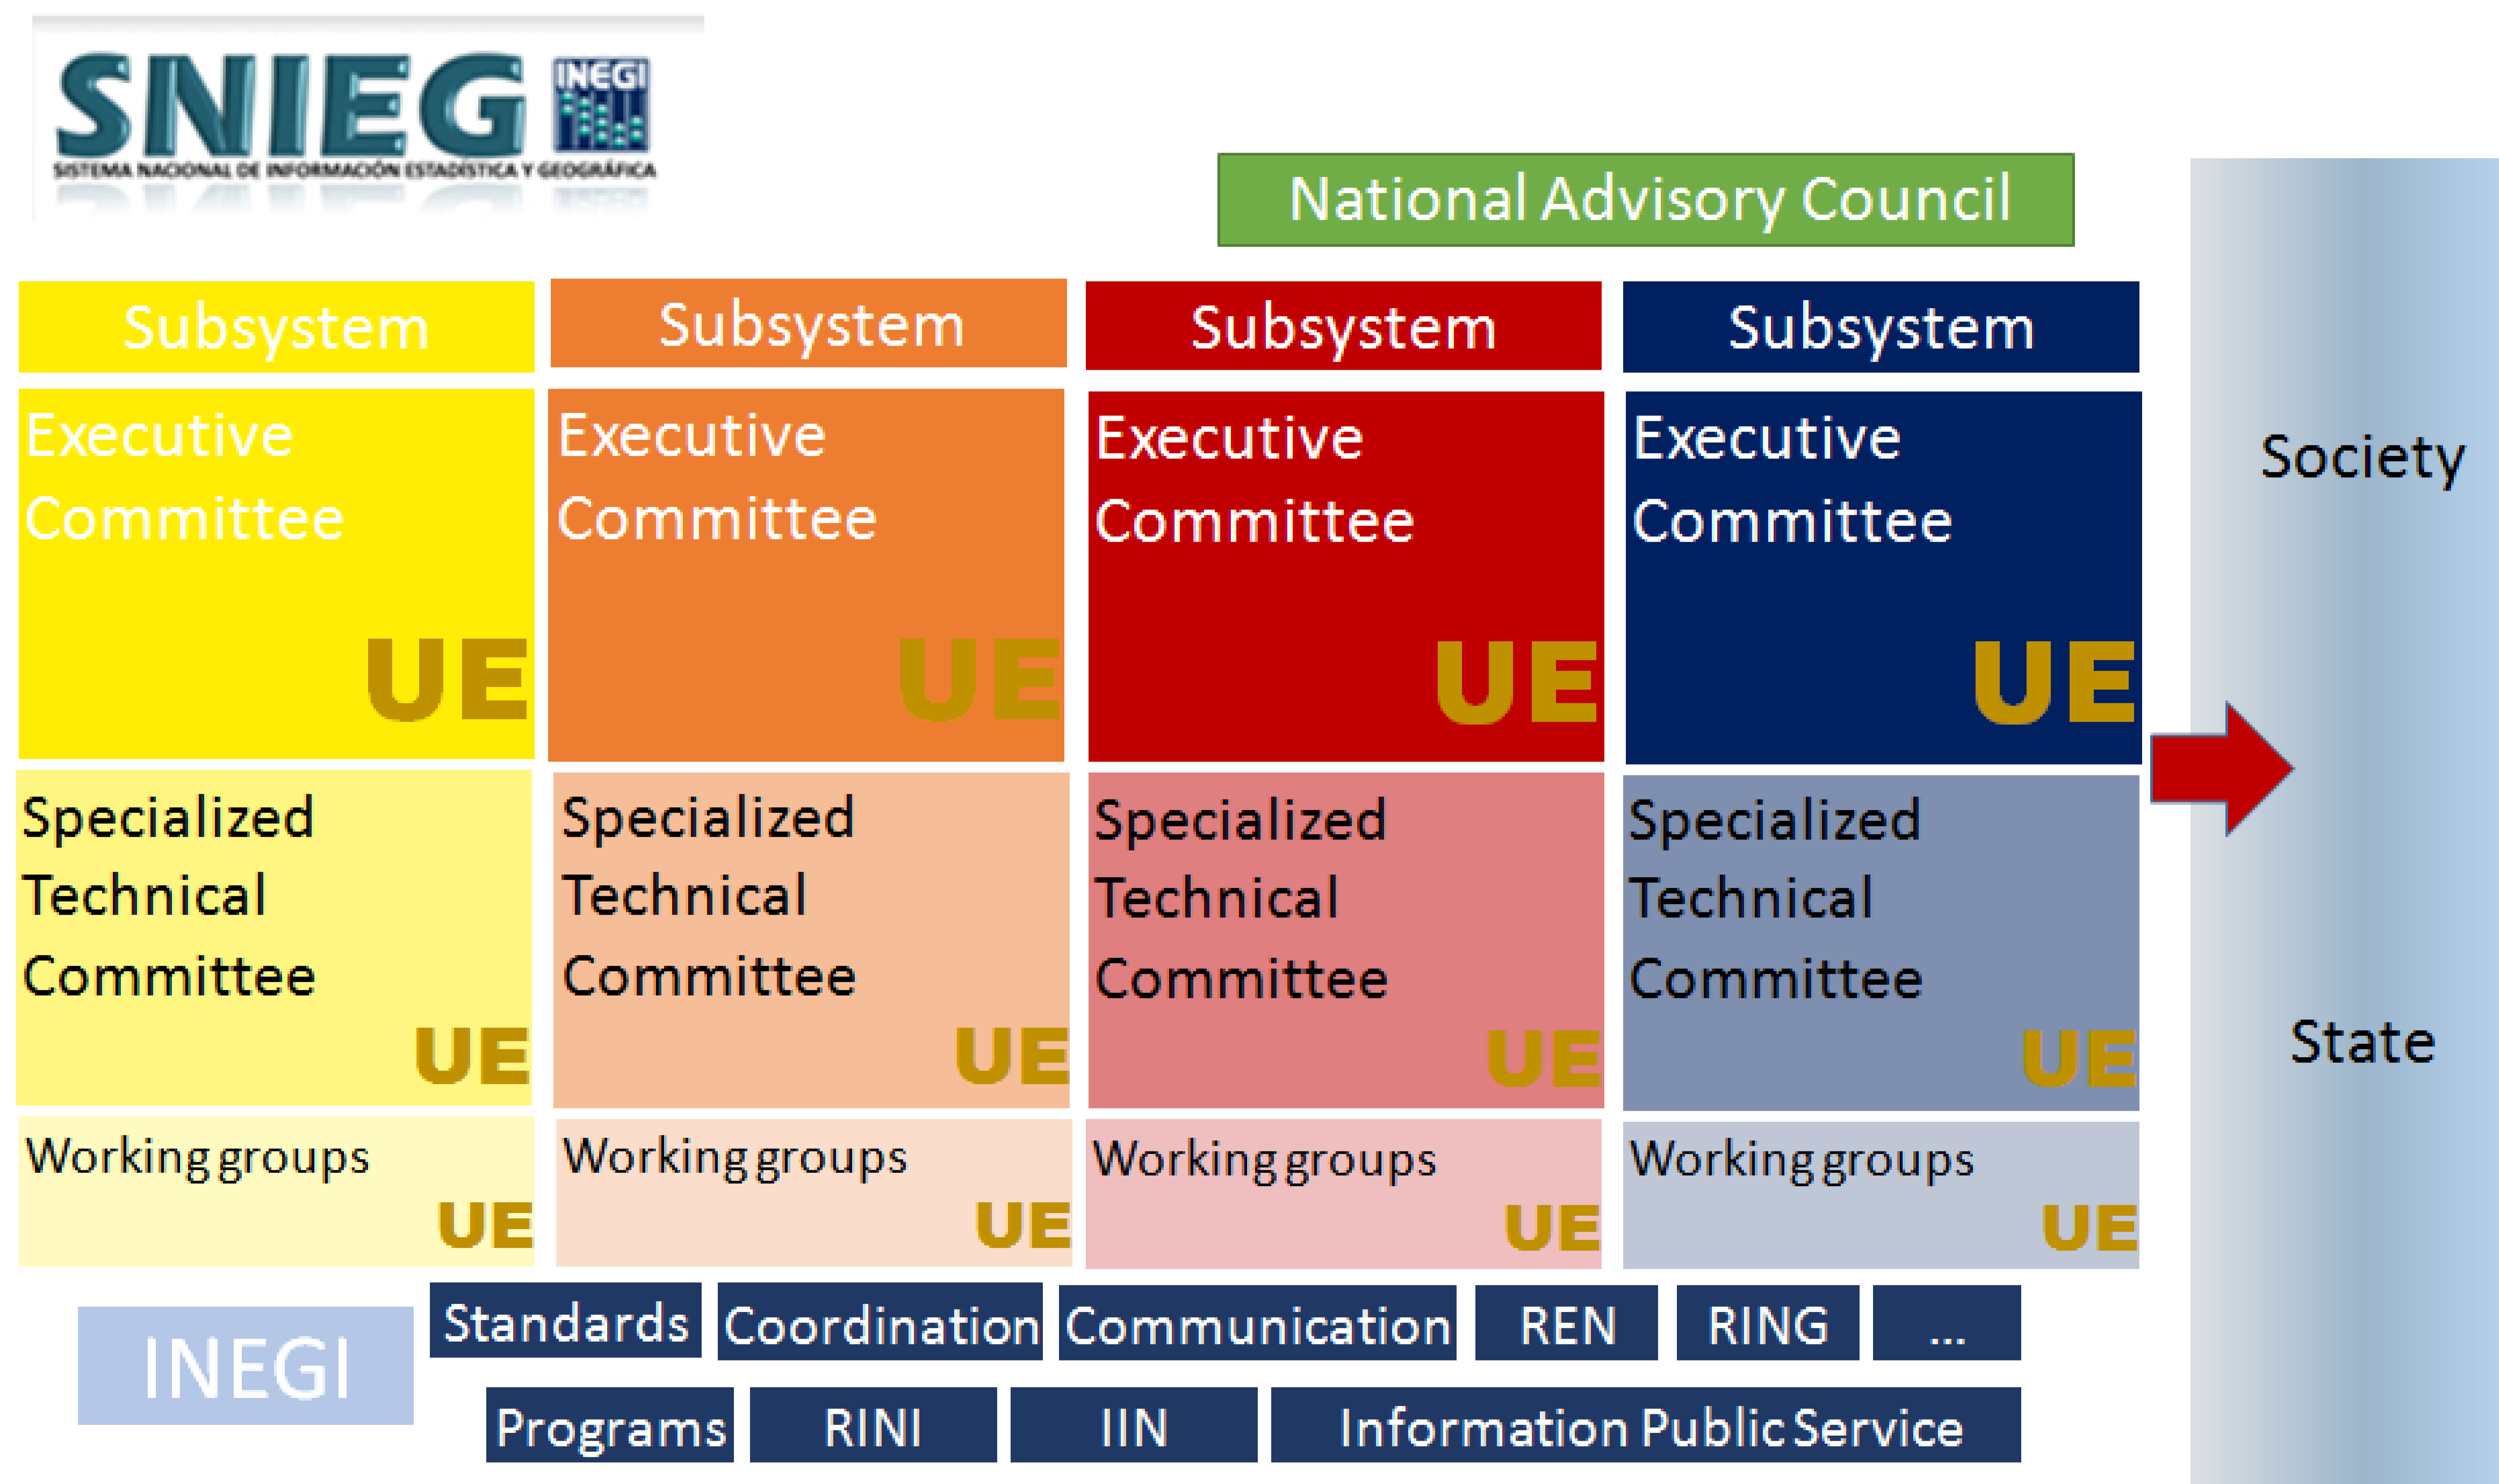 SNIEG INEGI
SISTEMA NACIONAL DE INFORMACIÓN ESTADÍSTICA Y GEOGRÁFICA
National Advisory Council
Subsystem
Executive
Committee
UE
Specialized
Technical
Committee
UE
Working groups
UE
Subsystem
Executive
Committee
UE
Specialized
Technical
Committee
UE
Working groups
UE
Subsystem
Executive
Committee
UE
Specialized
Technical
Committee
UE
Working groups
UE
Subsystem
Executive
Committee
UE
Specialized
Technical
Committee
UE
Working groups
UE
Society
State
INEGI
Standards
Coordination
Communication
REN
RING
...
Programs
RINI
IIN
Information Public Service